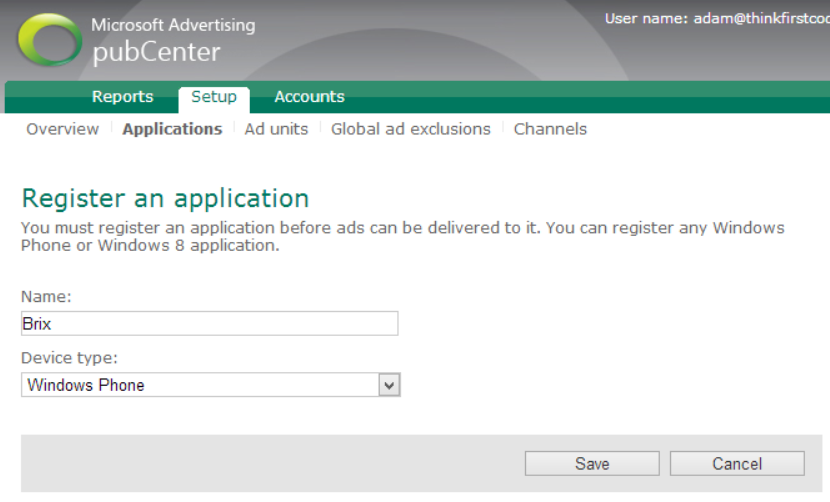 Microsoft Advertising
pubCenter
User name: adam@thinkfirstcod
Reports Setup Accounts
Overview Applications Ad units Global ad exclusions Channels
Register an application
You must register an application before ads can be delivered to it. You can register any Windows
Phone or Windows 8 application.
Name:
Brix
Device type:
Windows Phone
Save Cancel